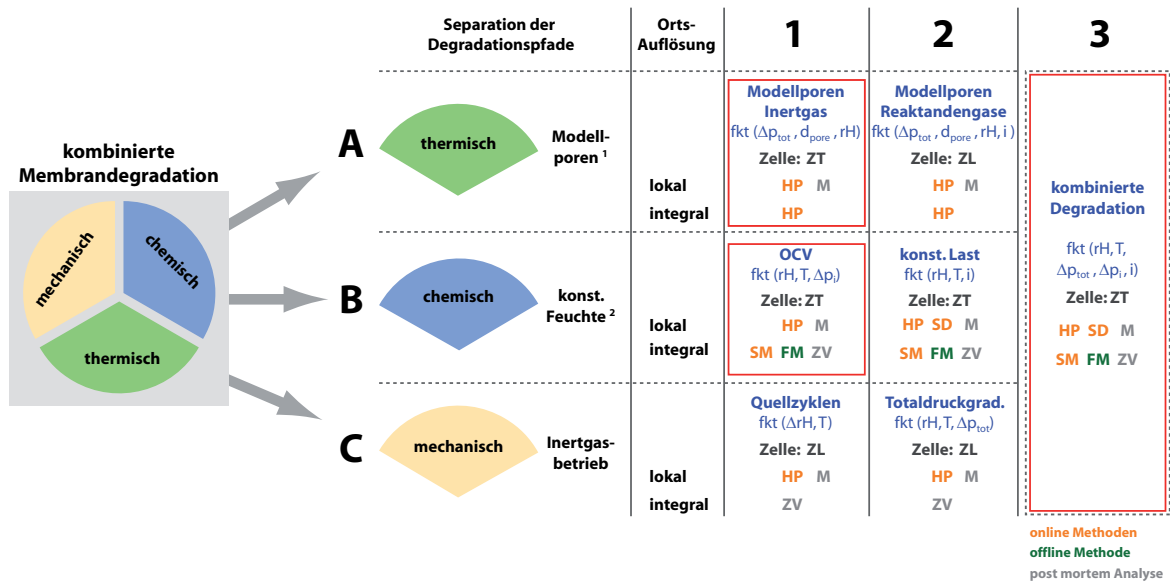 Separation der
Degradationspfade
Orts-
Auflösung
1
2
3
kombinierte
Membrandegradation
mechanisch
chemisch
thermisch
A
thermisch
Modell-
poren ¹
lokal
integral
Modellporen
Inertgas
fkt (Δp_tot , d_pore , rH)
Zelle: ZT
HP M
HP
Modellporen
Reaktandengase
fkt (Δp_tot , d_pore , rH, i )
Zelle: ZL
HP M
HP
B
chemisch
konst.
Feuchte ²
lokal
integral
OCV
fkt (rH, T, Δp_i)
Zelle: ZT
HP M
SM FM ZV
konst. Last
fkt (rH, T, i)
Zelle: ZT
HP SD M
SM FM ZV
C
mechanisch
Inertgas-
betrieb
lokal
integral
Quellzyklen
fkt (ΔrH, T)
Zelle: ZL
HP M
ZV
Totaldruckgrad.
fkt (rH, T, Δp_tot)
Zelle: ZL
HP M
ZV
kombinierte
Degradation
fkt (rH, T,
Δp_tot , Δp_i , i)
Zelle: ZT
HP SD M
SM FM ZV
online Methoden
offline Methode
post mortem Analyse